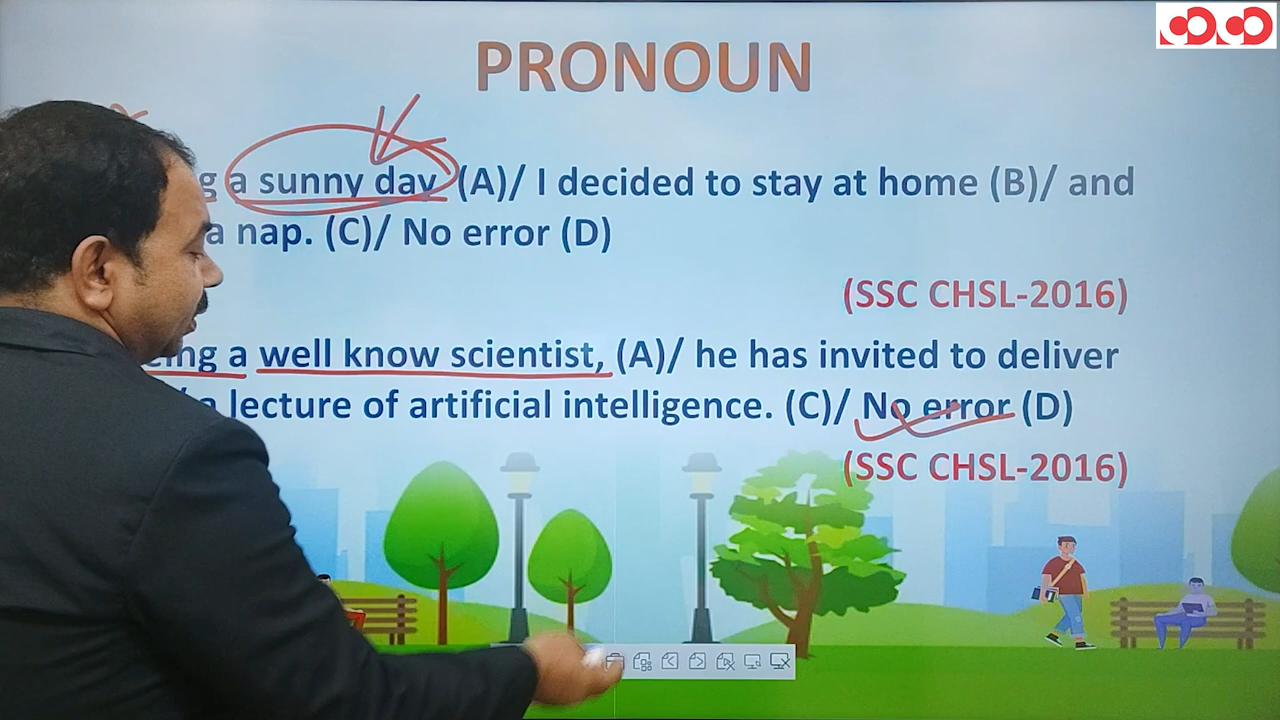 PRONOUN
a sunny day (A)/ I decided to stay at home (B)/ and
a nap. (C)/ No error (D)
(SSC CHSL-2016)
a well know scientist, (A)/ he has invited to deliver
a lecture of artificial intelligence. (C)/ No error (D)
(SSC CHSL-2016)